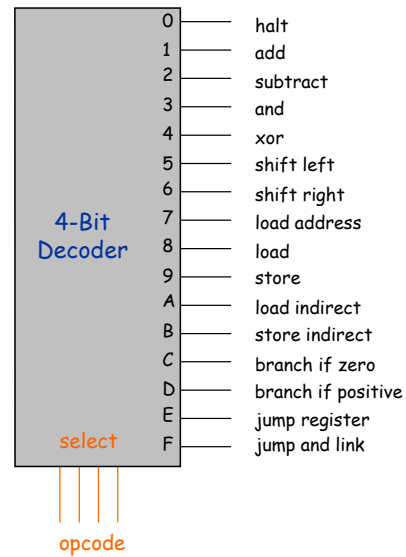 0 halt
1 add
2 subtract
3 and
4 xor
5 shift left
6 shift right
4-Bit
7 load address
Decoder
8 load
9 store
A load indirect
B store indirect
C branch if zero
D branch if positive
E jump register
select
F jump and link
opcode